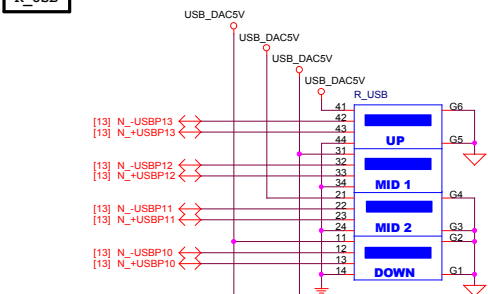 R_USB
USB_DAC5V
USB_DAC5V
USB_DAC5V
USB_DAC5V
R_USB
41
[13] N_-USBP13 42
[13] N_+USBP13 43
44
UP
G6
G5
31
[13] N_-USBP12 32
[13] N_+USBP12 33
34
MID 1
21
[13] N_-USBP11 22
[13] N_+USBP11 23
24
MID 2
G4
G3
11
[13] N_-USBP10 12
[13] N_+USBP10 13
14
DOWN
G2
G1